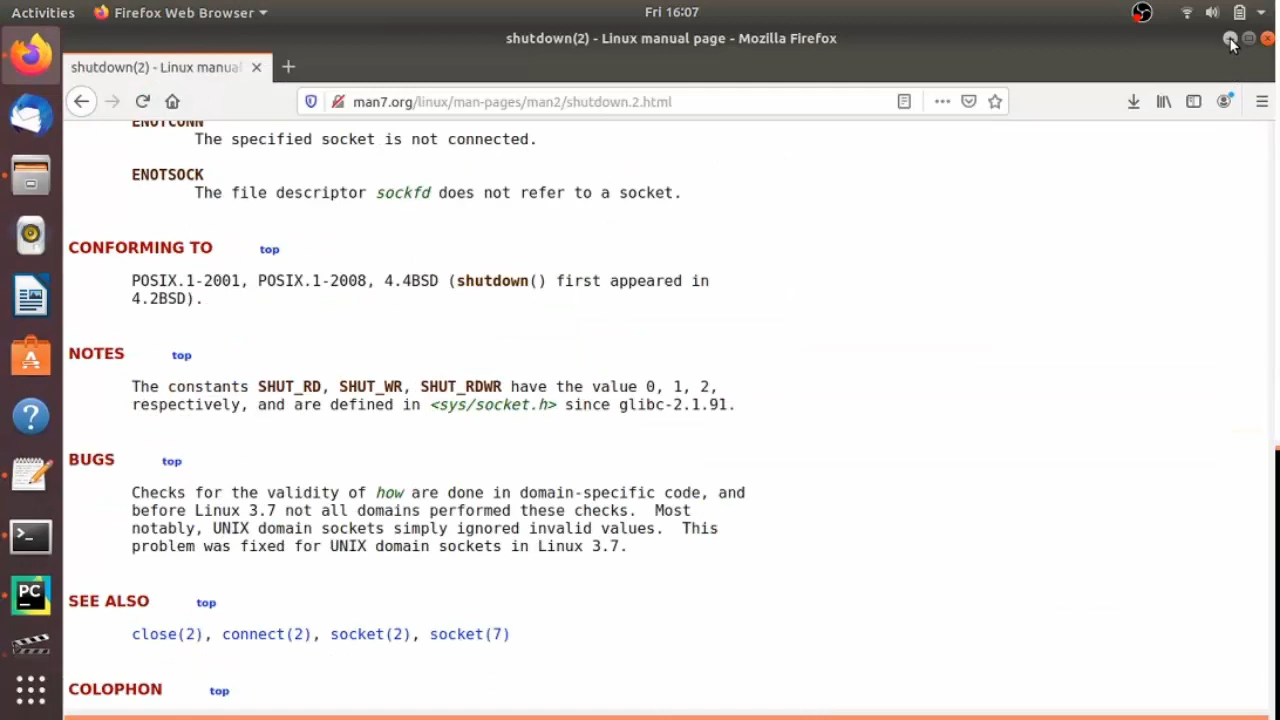 Activities Firefox Web Browser Fri 16:07
shutdown(2) - Linux manual page - Mozilla Firefox
shutdown(2) - Linux manual
man7.org/linux/man-pages/man2/shutdown.2.html
ENOTCONN
The specified socket is not connected.
ENOTSOCK
The file descriptor sockfd does not refer to a socket.
CONFORMING TO top
POSIX.1-2001, POSIX.1-2008, 4.4BSD (shutdown() first appeared in
4.2BSD).
NOTES top
The constants SHUT_RD, SHUT_WR, SHUT_RDWR have the value 0, 1, 2,
respectively, and are defined in <sys/socket.h> since glibc-2.1.91.
BUGS top
Checks for the validity of how are done in domain-specific code, and
before Linux 3.7 not all domains performed these checks.  Most
notably, UNIX domain sockets simply ignored invalid values.  This
problem was fixed for UNIX domain sockets in Linux 3.7.
PC
SEE ALSO top
close(2), connect(2), socket(2), socket(7)
COLOPHON top